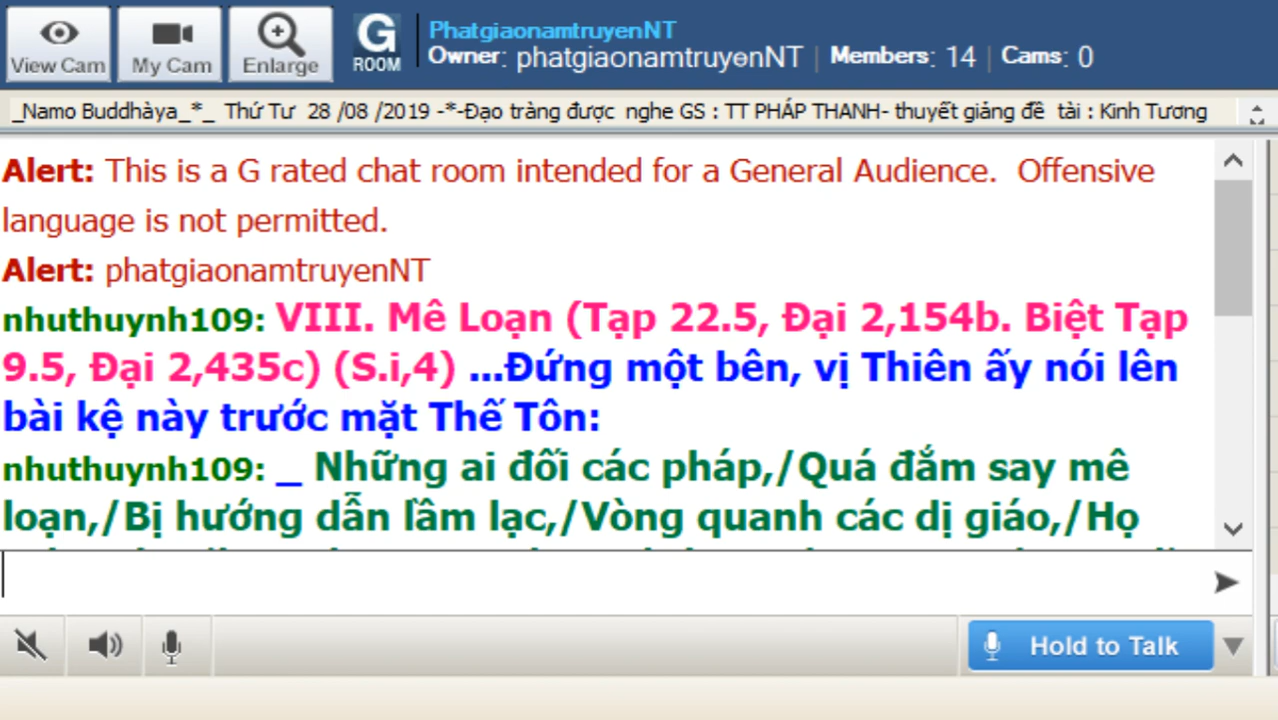 PhatgiaonamtruyenNT
View Cam My Cam Enlarge G ROOM Owner: phatgiaonamtruyenNT | Members: 14 | Cams: 0
_Namo Buddhàya_*_ Thứ Tư 28 /08 /2019 -*-Đạo tràng được nghe GS : TT PHÁP THANH- thuyết giảng đề tài : Kinh Tương
Alert: This is a G rated chat room intended for a General Audience. Offensive
language is not permitted.
Alert: phatgiaonamtruyenNT
nhuthuynh109: VIII. Mê Loạn (Tạp 22.5, Đại 2,154b. Biệt Tạp
9.5, Đại 2,435c) (S.i,4) ...Đứng một bên, vị Thiên ấy nói lên
bài kệ này trước mặt Thế Tôn:
nhuthuynh109: _ Những ai đối các pháp,/Quá đắm say mê
loạn,/Bị hướng dẫn lầm lạc,/Vòng quanh các dị giáo,/Họ
Hold to Talk